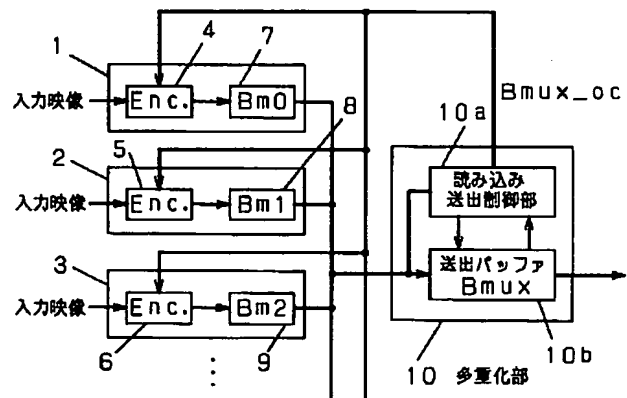 1
4
7
入力映像
Enc.
Bm0
Bmux_oc
2
5
8
入力映像
Enc.
Bm1
10a
読み込み
送出制御部
3
入力映像
Enc.
Bm2
送出バッファ
Bmux
6
9
10 多重化部
10b